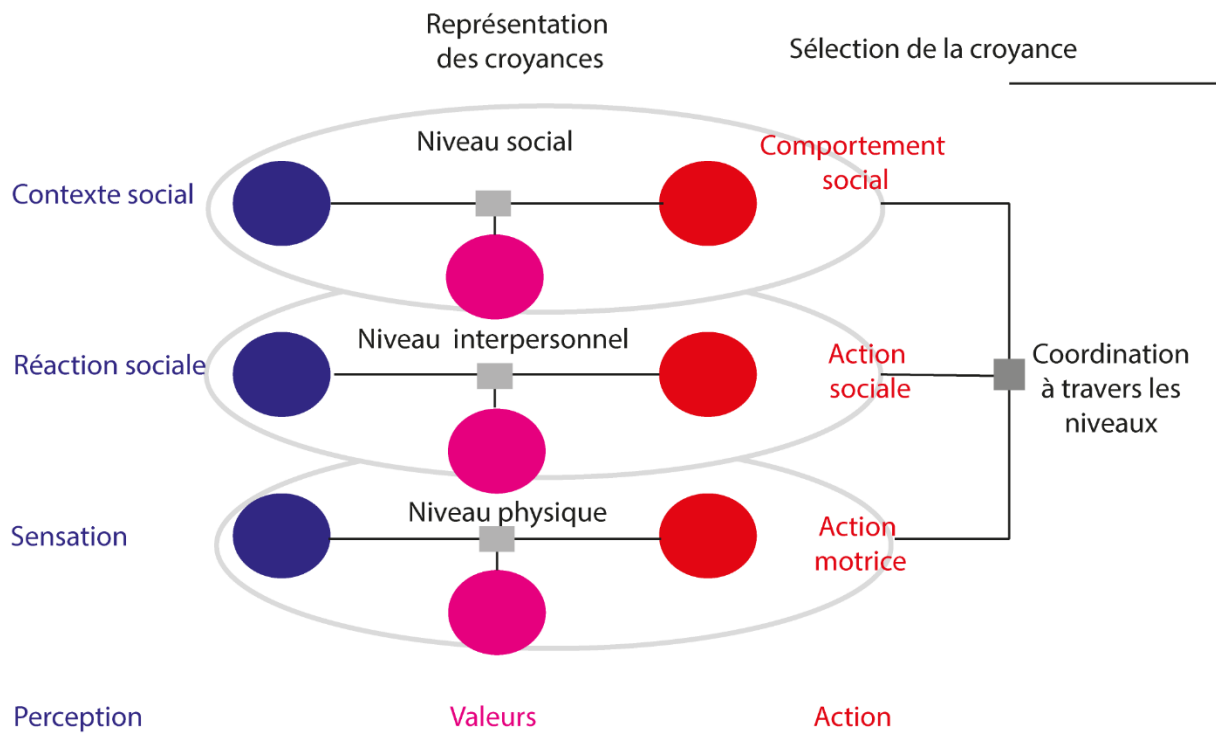 Représentation
des croyances
Sélection de la croyance
Niveau social
Comportement
social
Contexte social
Niveau interpersonnel
Réaction sociale
Action
sociale
Coordination
à travers les
niveaux
Niveau physique
Sensation
Action
motrice
Perception
Valeurs
Action